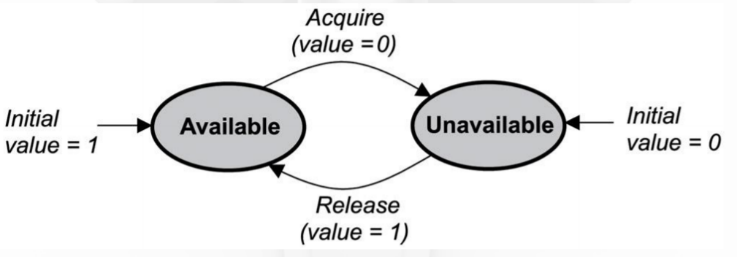 Acquire
(value =0)
Initial
value = 1
Available
Unavailable
Initial
value = 0
Release
(value = 1)